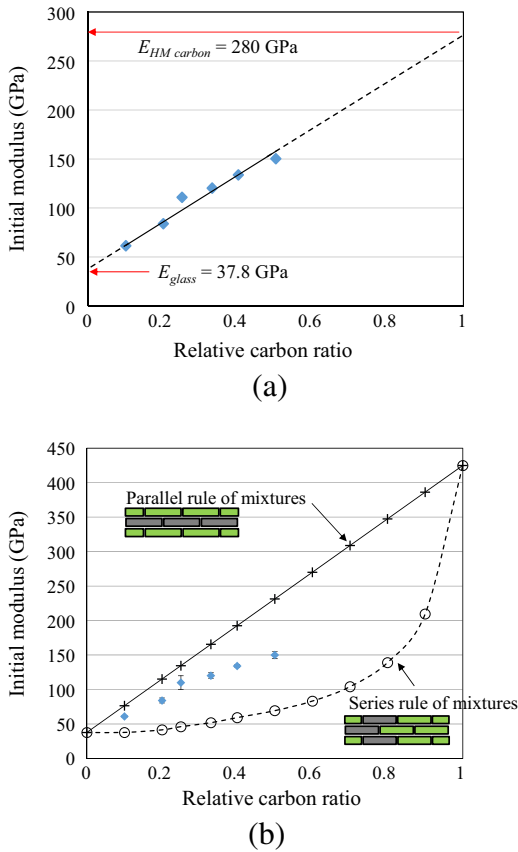 (a)
300
250
200
150
100
50
0
Initial modulus (GPa)
E_HM carbon = 280 GPa
E_glass = 37.8 GPa
0 0.2 0.4 0.6 0.8 1
Relative carbon ratio
(a)
450
400
350
300
250
200
150
100
50
0
Initial modulus (GPa)
Parallel rule of mixtures
Series rule of mixtures
0 0.2 0.4 0.6 0.8 1
Relative carbon ratio
(b)